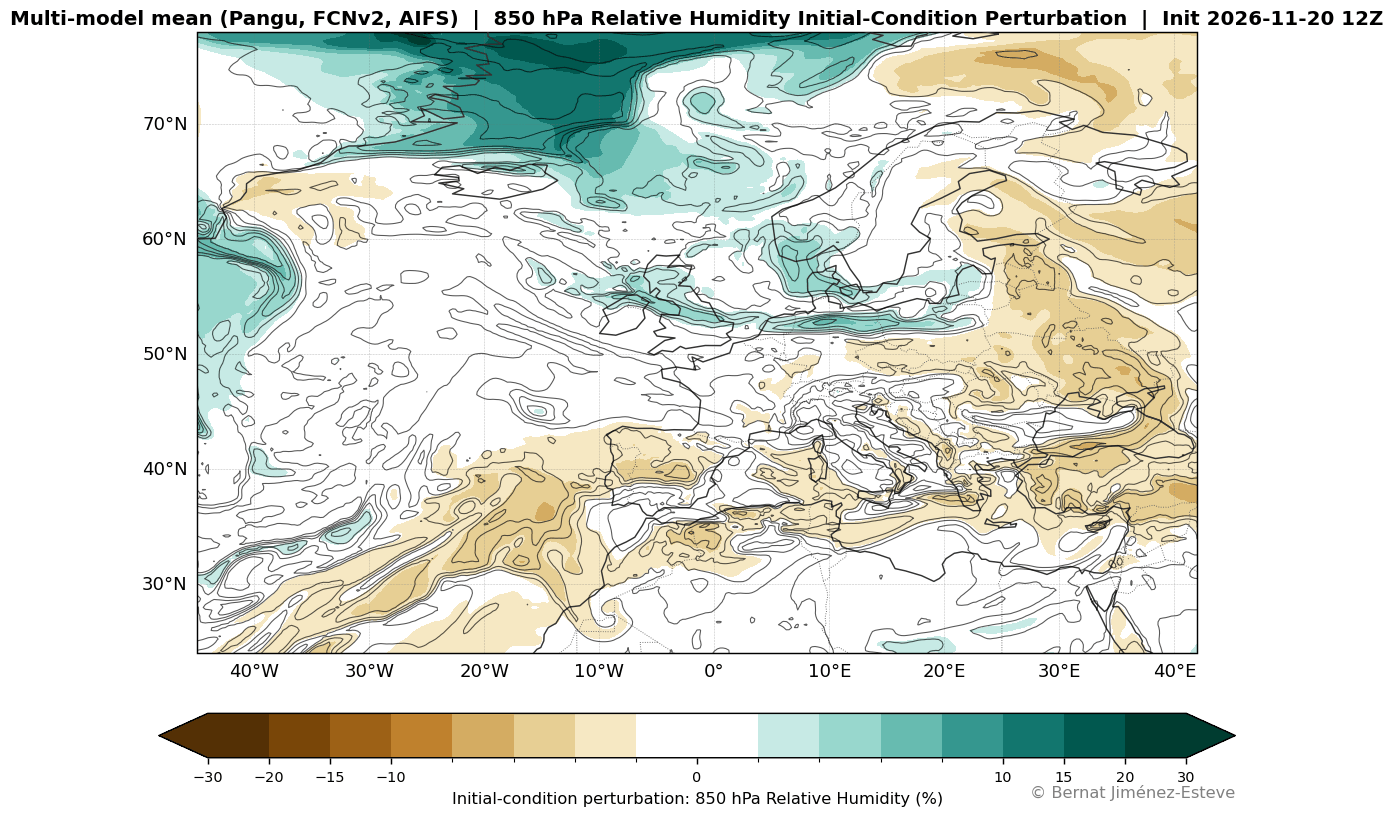 Multi-model mean (Pangu, FCNv2, AIFS) | 850 hPa Relative Humidity Initial-Condition Perturbation | Init 2026-11-20 12Z
70°N
60°N
50°N
40°N
30°N
40°W 30°W 20°W 10°W 0° 10°E 20°E 30°E 40°E
−30 −20 −15 −10 0 10 15 20 30
Initial-condition perturbation: 850 hPa Relative Humidity (%)
© Bernat Jiménez-Esteve